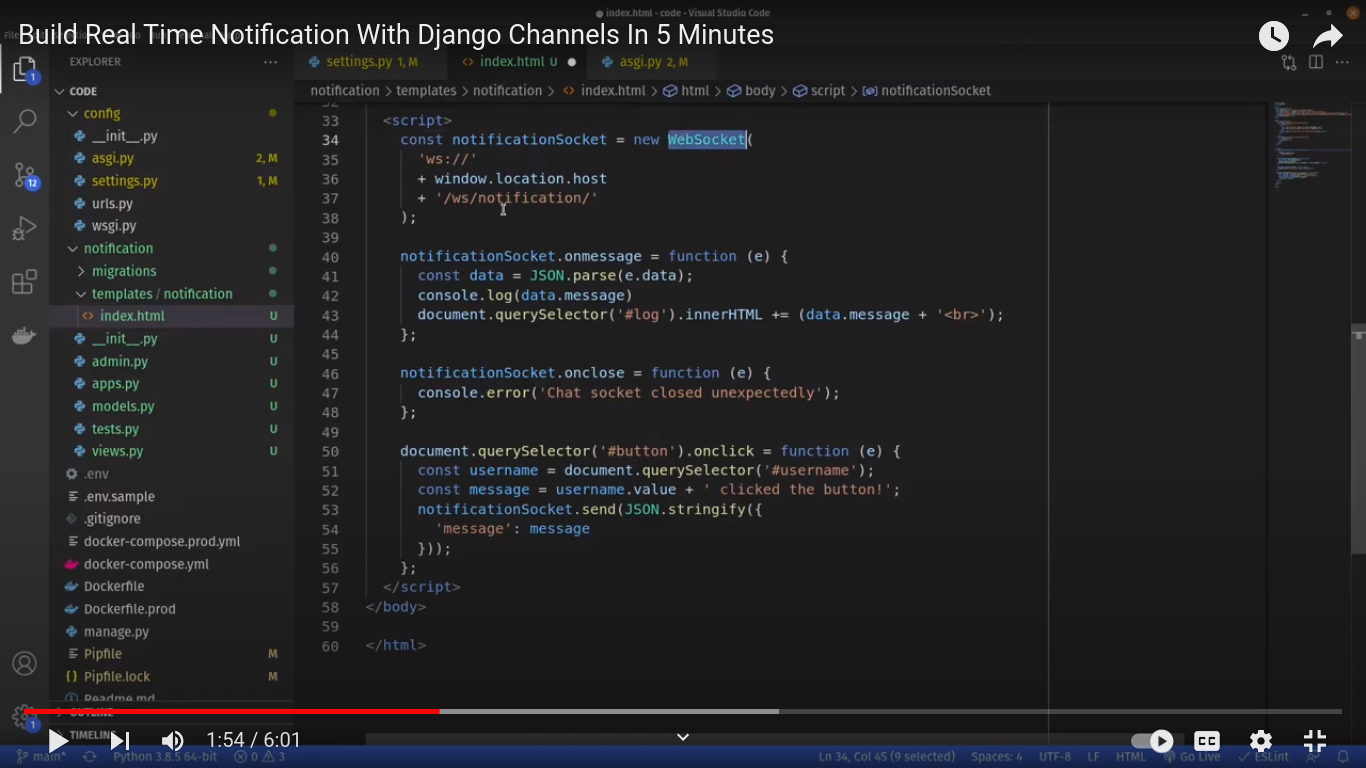 index.html - code - Visual Studio Code
Build Real Time Notification With Django Channels In 5 Minutes
EXPLORER
settings.py 1, M
index.html U
asgi.py 2, M
notification > templates > notification > index.html > html > body > script > notificationSocket
CODE
config
__init__.py
asgi.py 2, M
settings.py 1, M
urls.py
wsgi.py
notification
migrations
templates / notification
index.html U
__init__.py U
admin.py U
apps.py U
models.py U
tests.py U
views.py U
.env
.env.sample
.gitignore
docker-compose.prod.yml
docker-compose.yml
Dockerfile
Dockerfile.prod
manage.py
Pipfile M
Pipfile.lock M
Readme.md
OUTLINE
TIMELINE
1
12
1
32
33 <script>
34 const notificationSocket = new WebSocket(
35 'ws://'
36 + window.location.host
37 + '/ws/notification/'
38 );
39
40 notificationSocket.onmessage = function (e) {
41 const data = JSON.parse(e.data);
42 console.log(data.message)
43 document.querySelector('#log').innerHTML += (data.message + '<br>');
44 };
45
46 notificationSocket.onclose = function (e) {
47 console.error('Chat socket closed unexpectedly');
48 };
49
50 document.querySelector('#button').onclick = function (e) {
51 const username = document.querySelector('#username');
52 const message = username.value + ' clicked the button!';
53 notificationSocket.send(JSON.stringify({
54 'message': message
55 }));
56 };
57 </script>
58 </body>
59
60 </html>
1:54 / 6:01
CC
main* Python 3.8.5 64-bit 0 3 Ln 34, Col 45 (9 selected) Spaces: 4 UTF-8 LF HTML Go Live ESLint